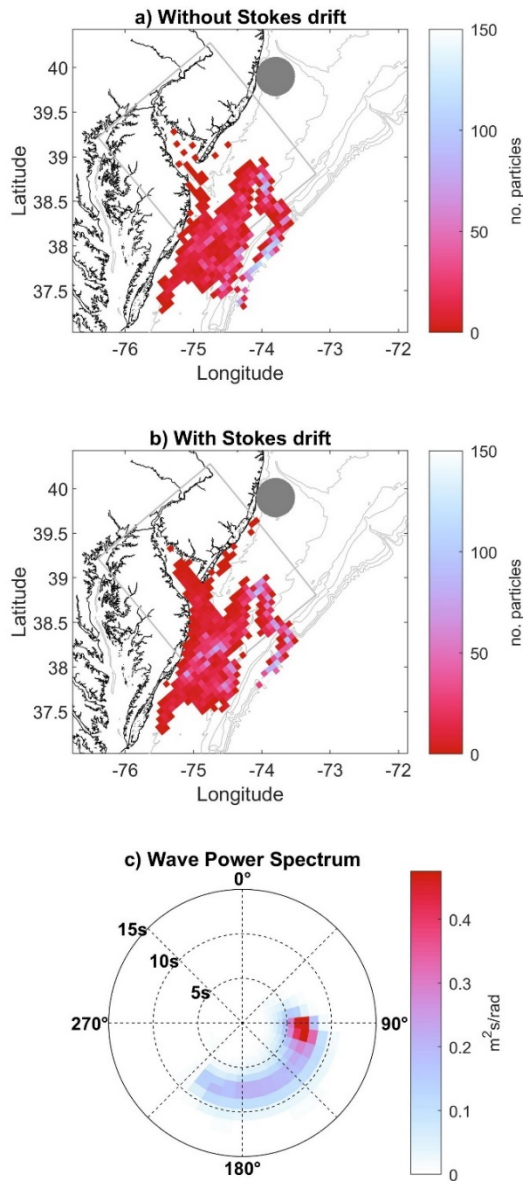 a) Without Stokes drift
40
39.5
39
38.5
38
37.5
Latitude
-76 -75 -74 -73 -72
Longitude
150
100
50
0
no. particles
b) With Stokes drift
40
39.5
39
38.5
38
37.5
Latitude
-76 -75 -74 -73 -72
Longitude
150
100
50
0
no. particles
c) Wave Power Spectrum
0°
15s
10s
5s
270°
90°
180°
0.4
0.3
0.2
0.1
0
m²s/rad